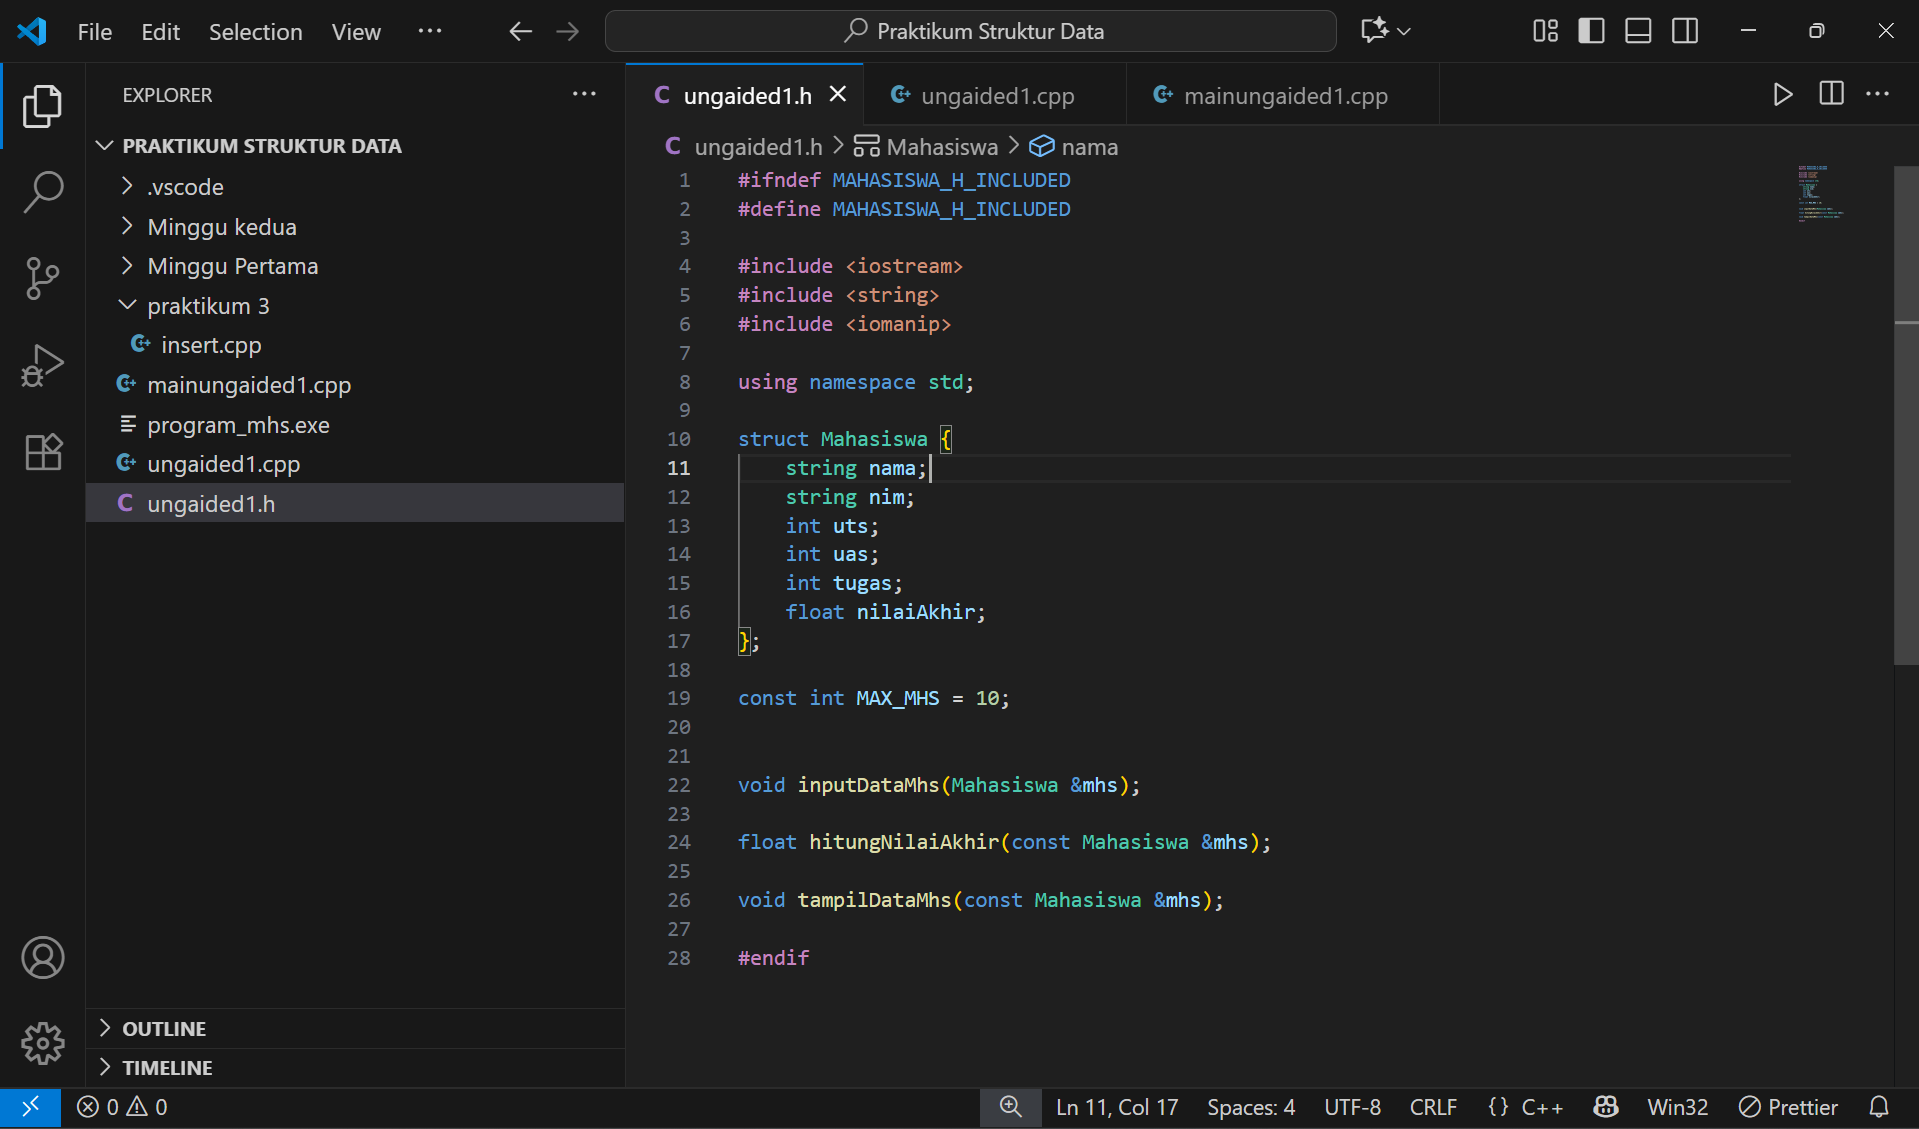 File Edit Selection View ··· Praktikum Struktur Data
EXPLORER ···
PRAKTIKUM STRUKTUR DATA
.vscode
Minggu kedua
Minggu Pertama
praktikum 3
insert.cpp
mainungaided1.cpp
program_mhs.exe
ungaided1.cpp
C ungaided1.h
OUTLINE
TIMELINE
C ungaided1.h ungaided1.cpp mainungaided1.cpp
C ungaided1.h > Mahasiswa > nama
1 #ifndef MAHASISWA_H_INCLUDED
2 #define MAHASISWA_H_INCLUDED
3
4 #include <iostream>
5 #include <string>
6 #include <iomanip>
7
8 using namespace std;
9
10 struct Mahasiswa {
11     string nama;
12     string nim;
13     int uts;
14     int uas;
15     int tugas;
16     float nilaiAkhir;
17 };
18
19 const int MAX_MHS = 10;
20
21
22 void inputDataMhs(Mahasiswa &mhs);
23
24 float hitungNilaiAkhir(const Mahasiswa &mhs);
25
26 void tampilDataMhs(const Mahasiswa &mhs);
27
28 #endif
0 0 Ln 11, Col 17 Spaces: 4 UTF-8 CRLF {} C++ Win32 Prettier